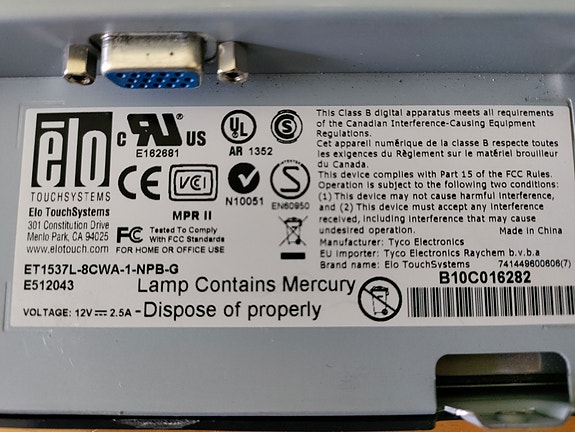 This Class B digital apparatus meets all requirements
of the Canadian Interference-Causing Equipment
Regulations.
Cet appareil numérique de la classe B respecte toutes
les exigences du Règlement sur le matériel brouilleur
du Canada.
This device complies with Part 15 of the FCC Rules.
Operation is subject to the following two conditions:
(1) This device may not cause harmful interference,
and (2) This device must accept any interference
received, including interference that may cause
undesired operation. Made in China
Manufacturer: Tyco Electronics
EU importer: Tyco Electronics Raychem b.v.b.a
Brand name: Elo TouchSystems 741449600606(7)
ēlo
TOUCHSYSTEMS
Elo TouchSystems
301 Constitution Drive
Menlo Park, CA 94025
www.elotouch.com
c RU US
E162681
UL
AR 1352
S
CE
VCI
N10051
S
EN60950
MPR II
FC Tested To Comply
With FCC Standards
FOR HOME OR OFFICE USE
ET1537L-8CWA-1-NPB-G
E512043
Lamp Contains Mercury
-Dispose of properly
VOLTAGE: 12V 2.5A
B10C016282